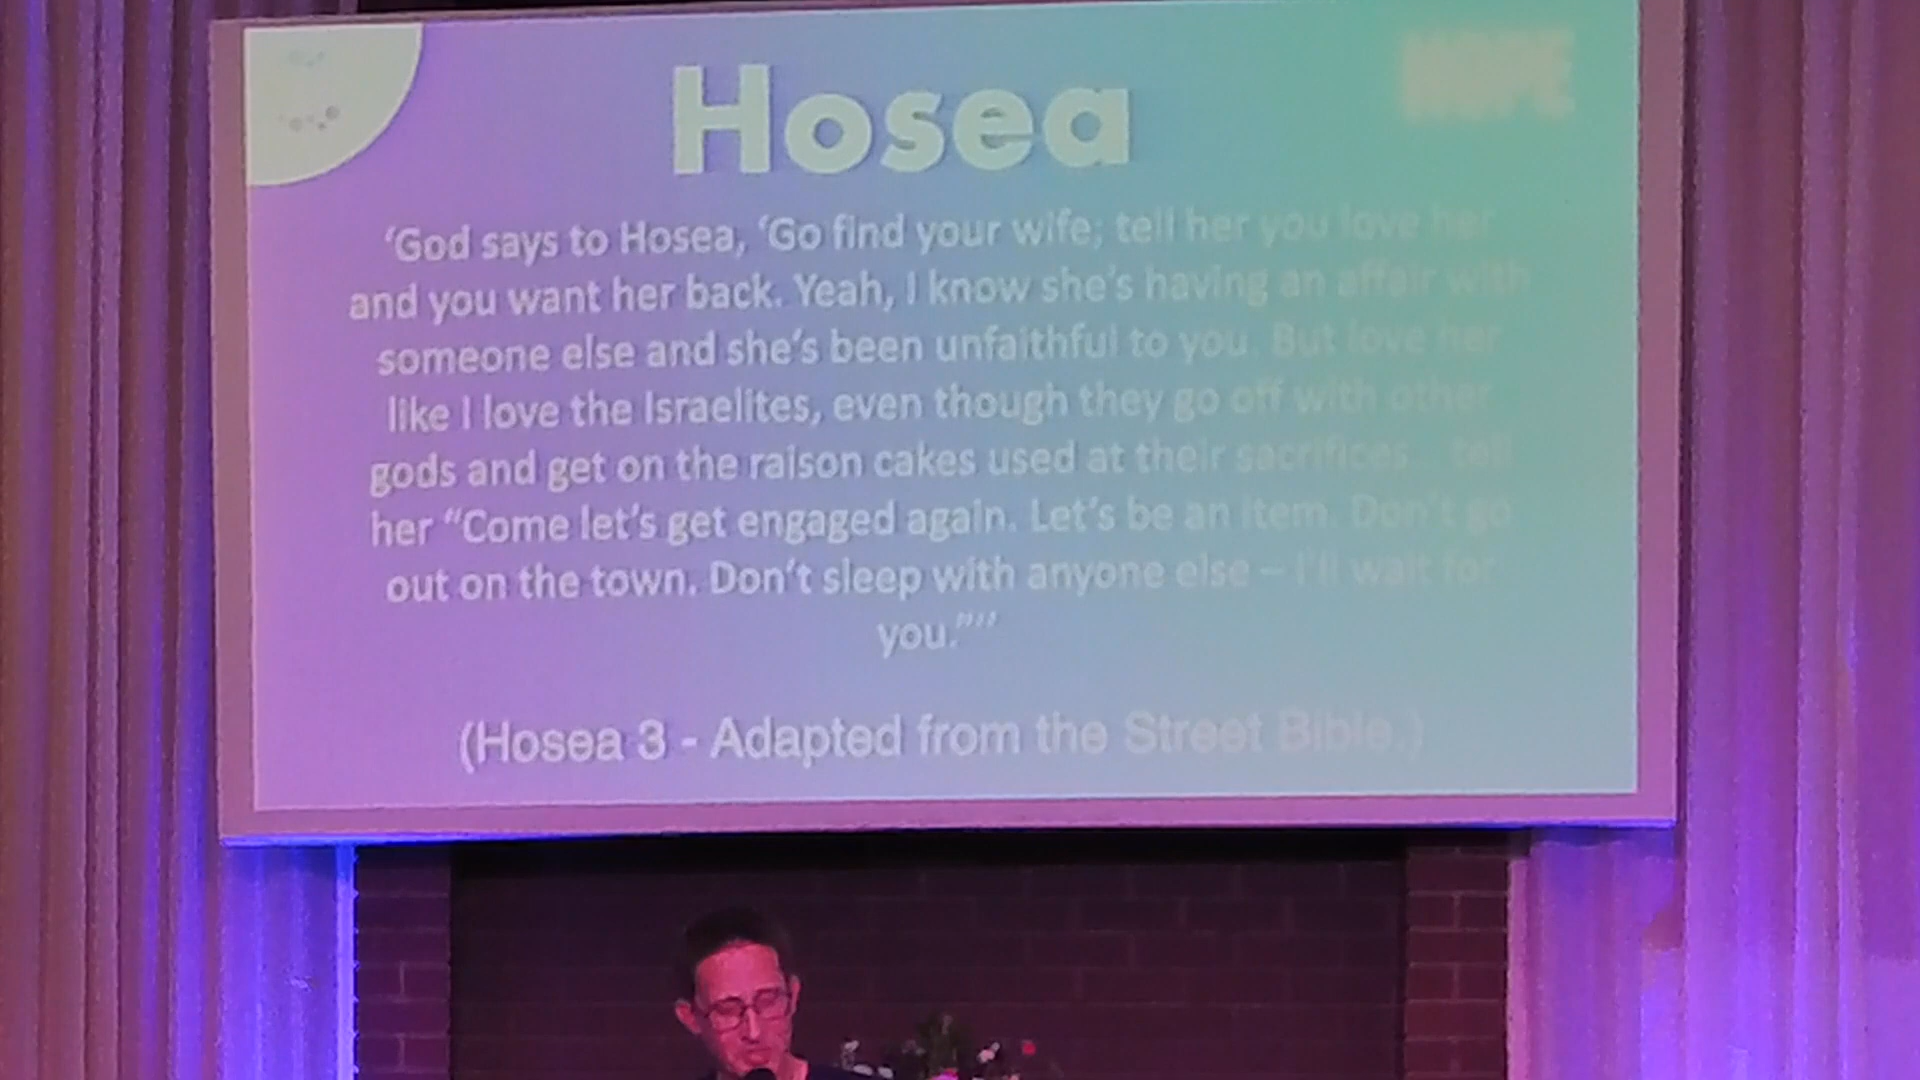 Hosea
HOPE
‘God says to Hosea, ‘Go find your wife; tell her you love her
and you want her back. Yeah, I know she’s having an affair with
someone else and she’s been unfaithful to you. But love her
like I love the Israelites, even though they go off with other
gods and get on the raison cakes used at their sacrifices... tell
her “Come let’s get engaged again. Let’s be an item. Don’t go
out on the town. Don’t sleep with anyone else – I’ll wait for
you.”’’
(Hosea 3 - Adapted from the Street Bible.)